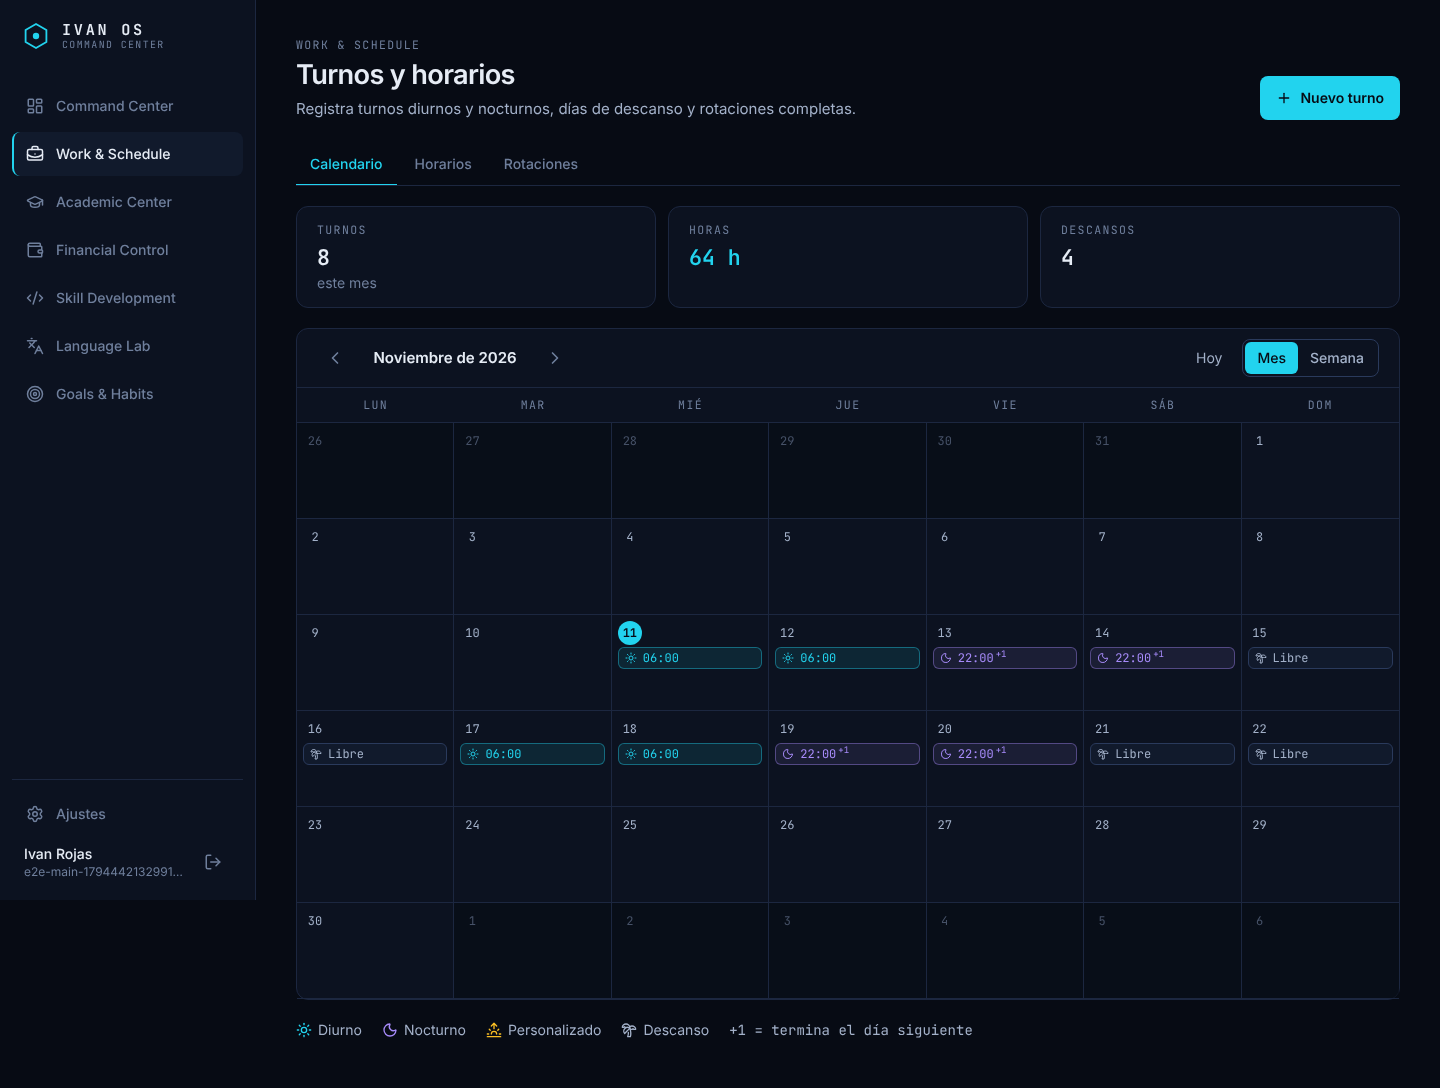 IVAN OS
COMMAND CENTER
Command Center
Work & Schedule
Academic Center
Financial Control
Skill Development
Language Lab
Goals & Habits
Ajustes
Ivan Rojas
e2e-main-1794442132991...
WORK & SCHEDULE
Turnos y horarios
Registra turnos diurnos y nocturnos, días de descanso y rotaciones completas.
+ Nuevo turno
Calendario Horarios Rotaciones
TURNOS
8
este mes
HORAS
64 h
DESCANSOS
4
Noviembre de 2026
Hoy Mes Semana
LUN MAR MIÉ JUE VIE SÁB DOM
26 27 28 29 30 31 1
2 3 4 5 6 7 8
9 10 11 12 13 14 15
06:00 06:00 22:00+1 22:00+1 Libre
16 17 18 19 20 21 22
Libre 06:00 06:00 22:00+1 22:00+1 Libre Libre
23 24 25 26 27 28 29
30 1 2 3 4 5 6
Diurno Nocturno Personalizado Descanso +1 = termina el día siguiente